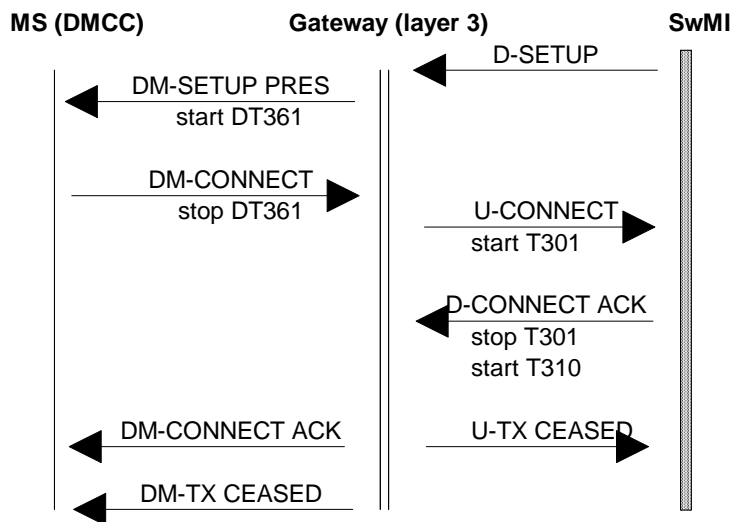 MS (DMCC) Gateway (layer 3) SwMI
D-SETUP
DM-SETUP PRES
start DT361
DM-CONNECT
stop DT361
U-CONNECT
start T301
D-CONNECT ACK
stop T301
start T310
DM-CONNECT ACK U-TX CEASED
DM-TX CEASED